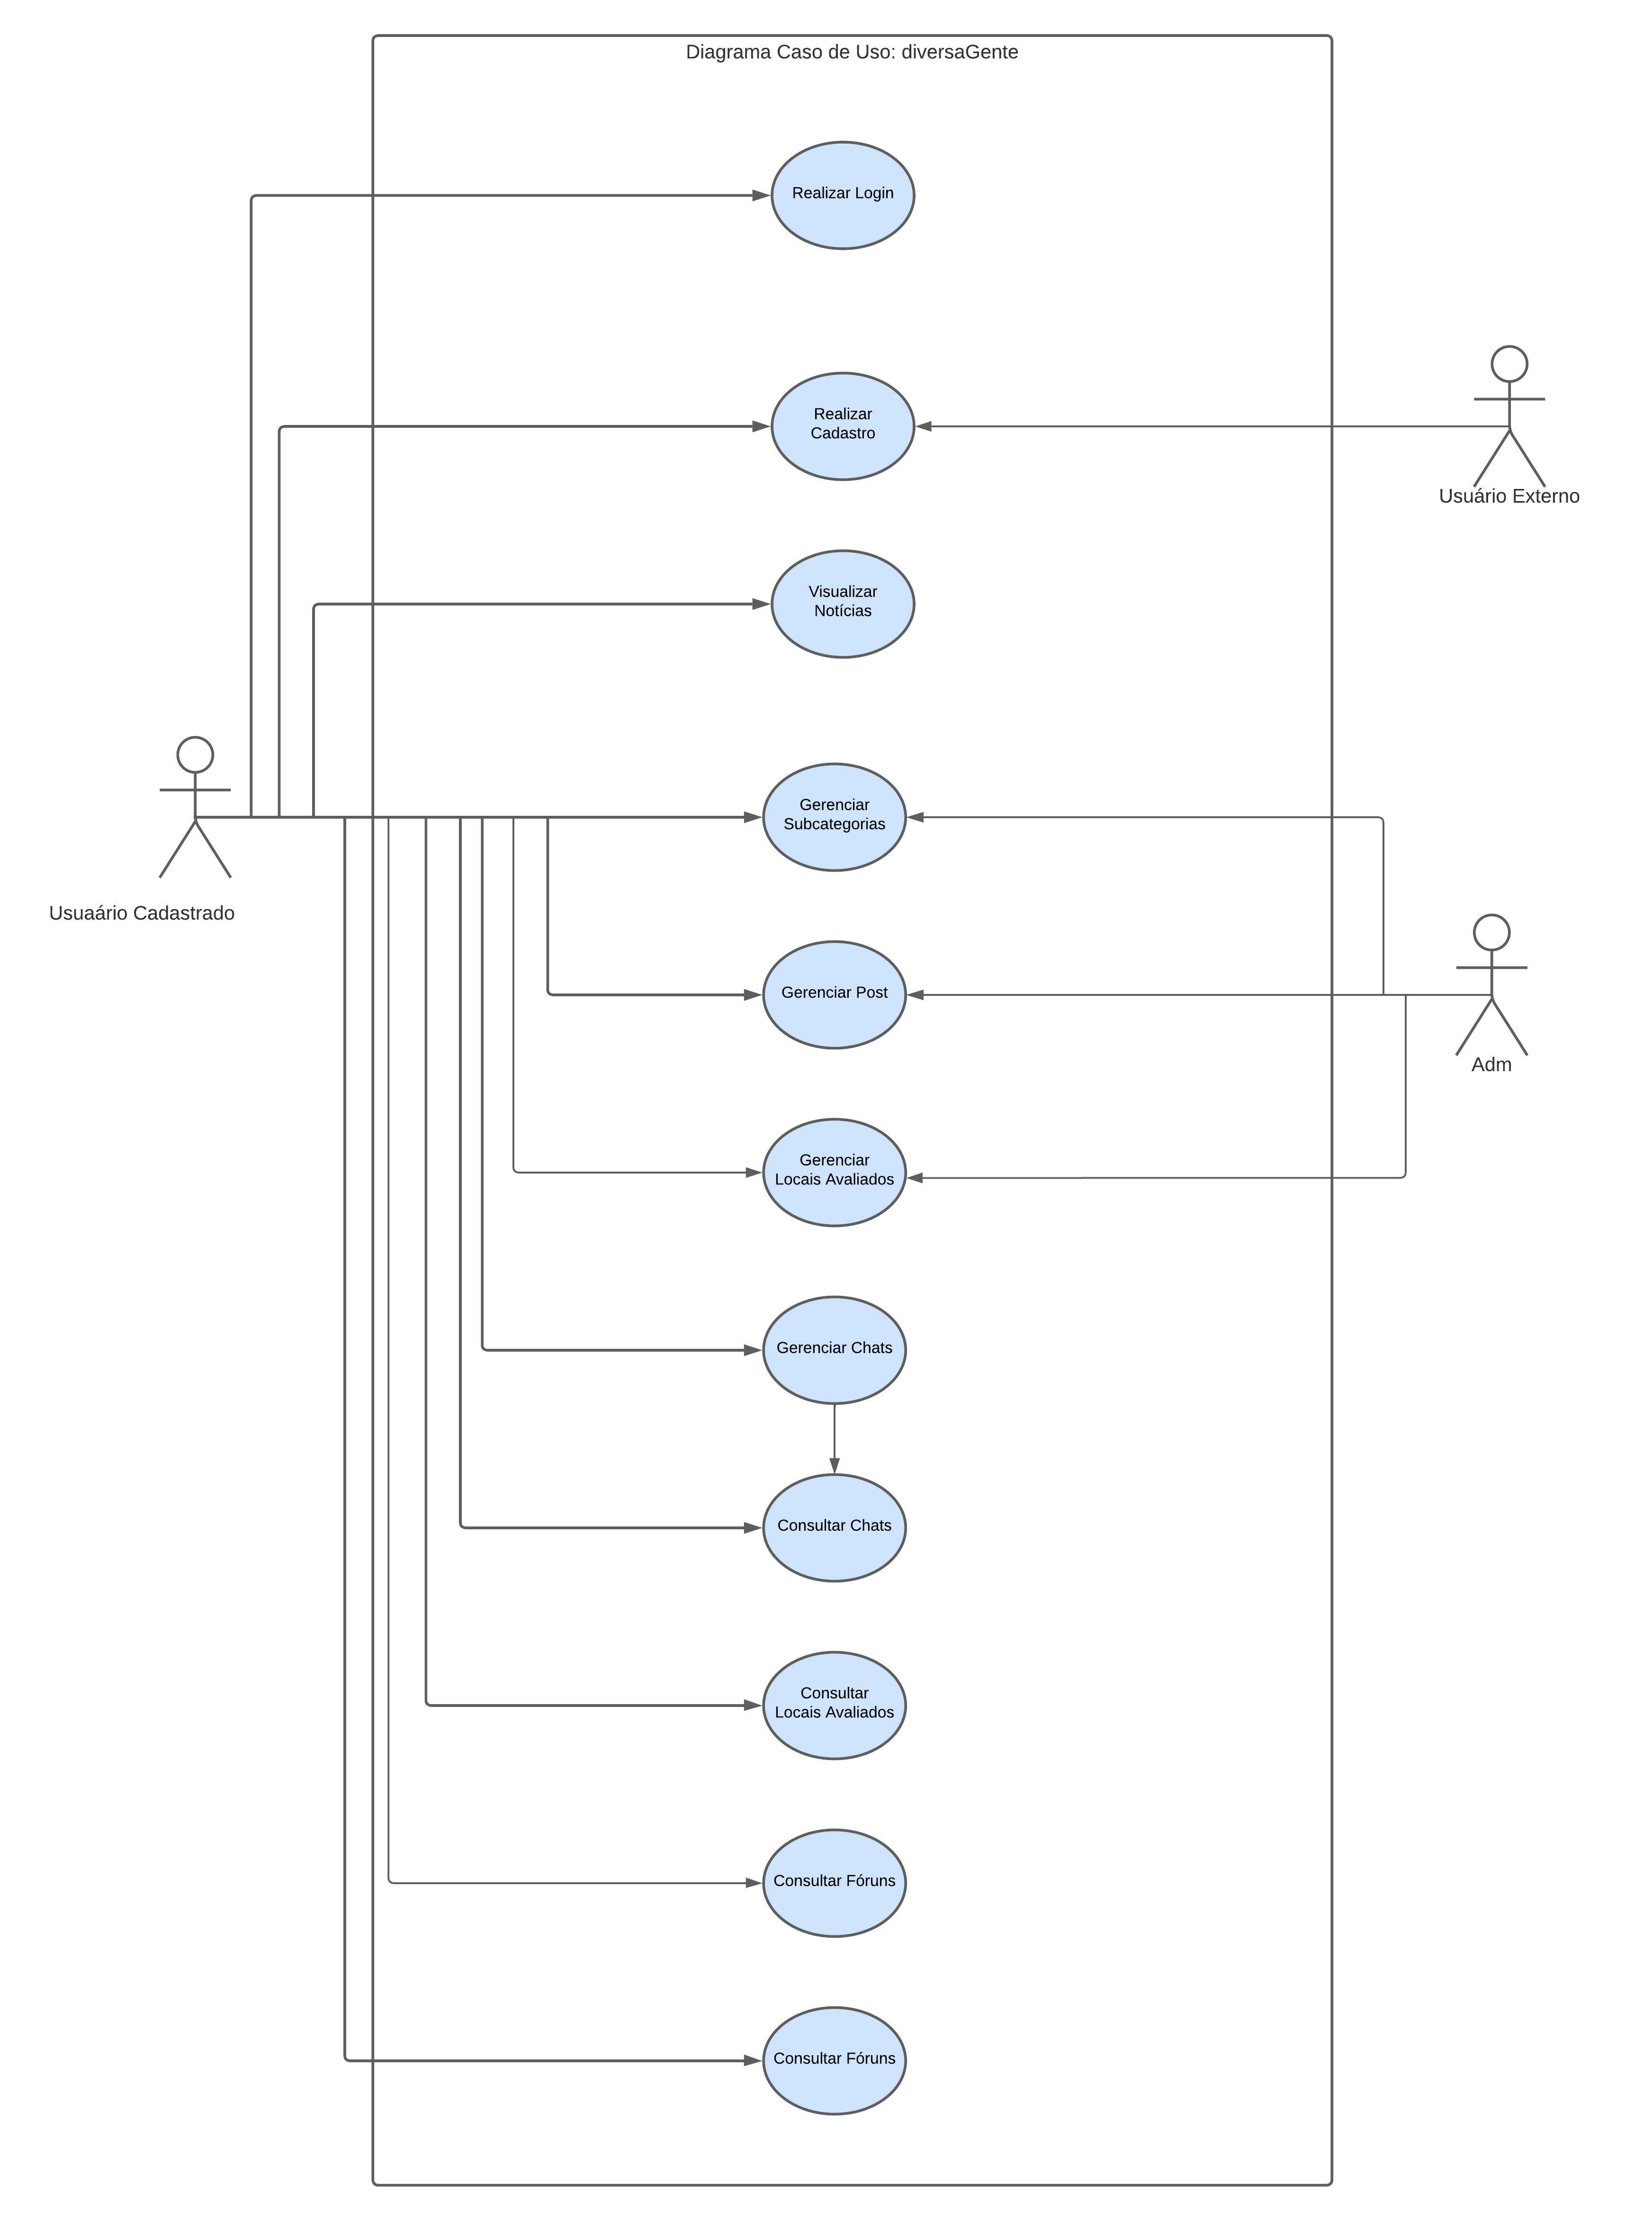 Diagrama Caso de Uso: diversaGente
Realizar Login
Realizar
Cadastro
Usuário Externo
Visualizar
Notícias
Gerenciar
Subcategorias
Usuaário Cadastrado
Gerenciar Post
Adm
Gerenciar
Locais Avaliados
Gerenciar Chats
Consultar Chats
Consultar
Locais Avaliados
Consultar Fóruns
Consultar Fóruns